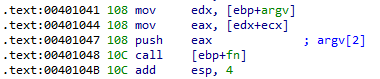 .text:00401041 108 mov     edx, [ebp+argv]
.text:00401044 108 mov     eax, [edx+ecx]
.text:00401047 108 push    eax             ; argv[2]
.text:00401048 10C call    [ebp+fn]
.text:0040104B 10C add     esp, 4